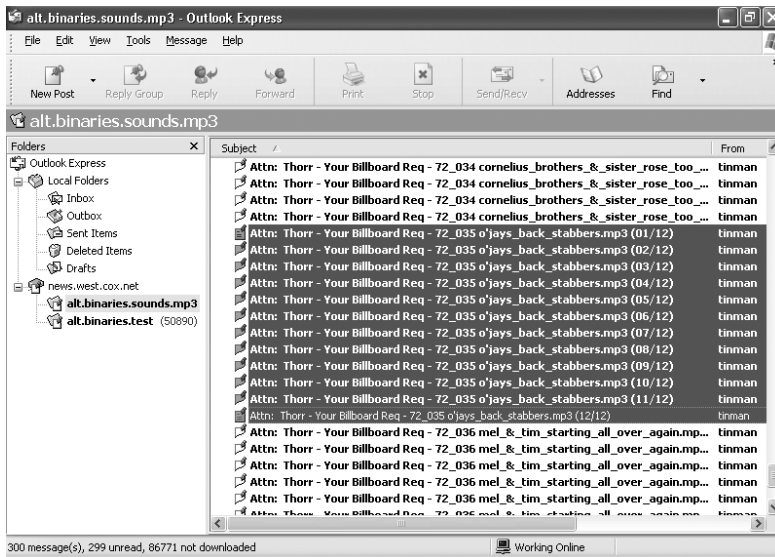 alt.binaries.sounds.mp3 - Outlook Express
File Edit View Tools Message Help
New Post Reply Group Reply Forward Print Stop Send/Recv Addresses Find
alt.binaries.sounds.mp3
Folders
Outlook Express
Local Folders
Inbox
Outbox
Sent Items
Deleted Items
Drafts
news.west.cox.net
alt.binaries.sounds.mp3
alt.binaries.test (50890)
Subject From
Attn: Thorr - Your Billboard Req - 72_034 cornelius_brothers_&_sister_rose_too_... tinman
Attn: Thorr - Your Billboard Req - 72_034 cornelius_brothers_&_sister_rose_too_... tinman
Attn: Thorr - Your Billboard Req - 72_034 cornelius_brothers_&_sister_rose_too_... tinman
Attn: Thorr - Your Billboard Req - 72_034 cornelius_brothers_&_sister_rose_too_... tinman
Attn: Thorr - Your Billboard Req - 72_035 o'jays_back_stabbers.mp3 (01/12) tinman
Attn: Thorr - Your Billboard Req - 72_035 o'jays_back_stabbers.mp3 (02/12) tinman
Attn: Thorr - Your Billboard Req - 72_035 o'jays_back_stabbers.mp3 (03/12) tinman
Attn: Thorr - Your Billboard Req - 72_035 o'jays_back_stabbers.mp3 (04/12) tinman
Attn: Thorr - Your Billboard Req - 72_035 o'jays_back_stabbers.mp3 (05/12) tinman
Attn: Thorr - Your Billboard Req - 72_035 o'jays_back_stabbers.mp3 (06/12) tinman
Attn: Thorr - Your Billboard Req - 72_035 o'jays_back_stabbers.mp3 (07/12) tinman
Attn: Thorr - Your Billboard Req - 72_035 o'jays_back_stabbers.mp3 (08/12) tinman
Attn: Thorr - Your Billboard Req - 72_035 o'jays_back_stabbers.mp3 (09/12) tinman
Attn: Thorr - Your Billboard Req - 72_035 o'jays_back_stabbers.mp3 (10/12) tinman
Attn: Thorr - Your Billboard Req - 72_035 o'jays_back_stabbers.mp3 (11/12) tinman
Attn: Thorr - Your Billboard Req - 72_035 o'jays_back_stabbers.mp3 (12/12) tinman
Attn: Thorr - Your Billboard Req - 72_036 mel_&_tim_starting_all_over_again.mp... tinman
Attn: Thorr - Your Billboard Req - 72_036 mel_&_tim_starting_all_over_again.mp... tinman
Attn: Thorr - Your Billboard Req - 72_036 mel_&_tim_starting_all_over_again.mp... tinman
Attn: Thorr - Your Billboard Req - 72_036 mel_&_tim_starting_all_over_again.mp... tinman
Attn: Thorr - Your Billboard Req - 72_036 mel_&_tim_starting_all_over_again.mp... tinman
Attn: Thorr - Your Billboard Req - 72_036 mel_&_tim_starting_all_over_again.mp... tinman
300 message(s), 299 unread, 86771 not downloaded Working Online